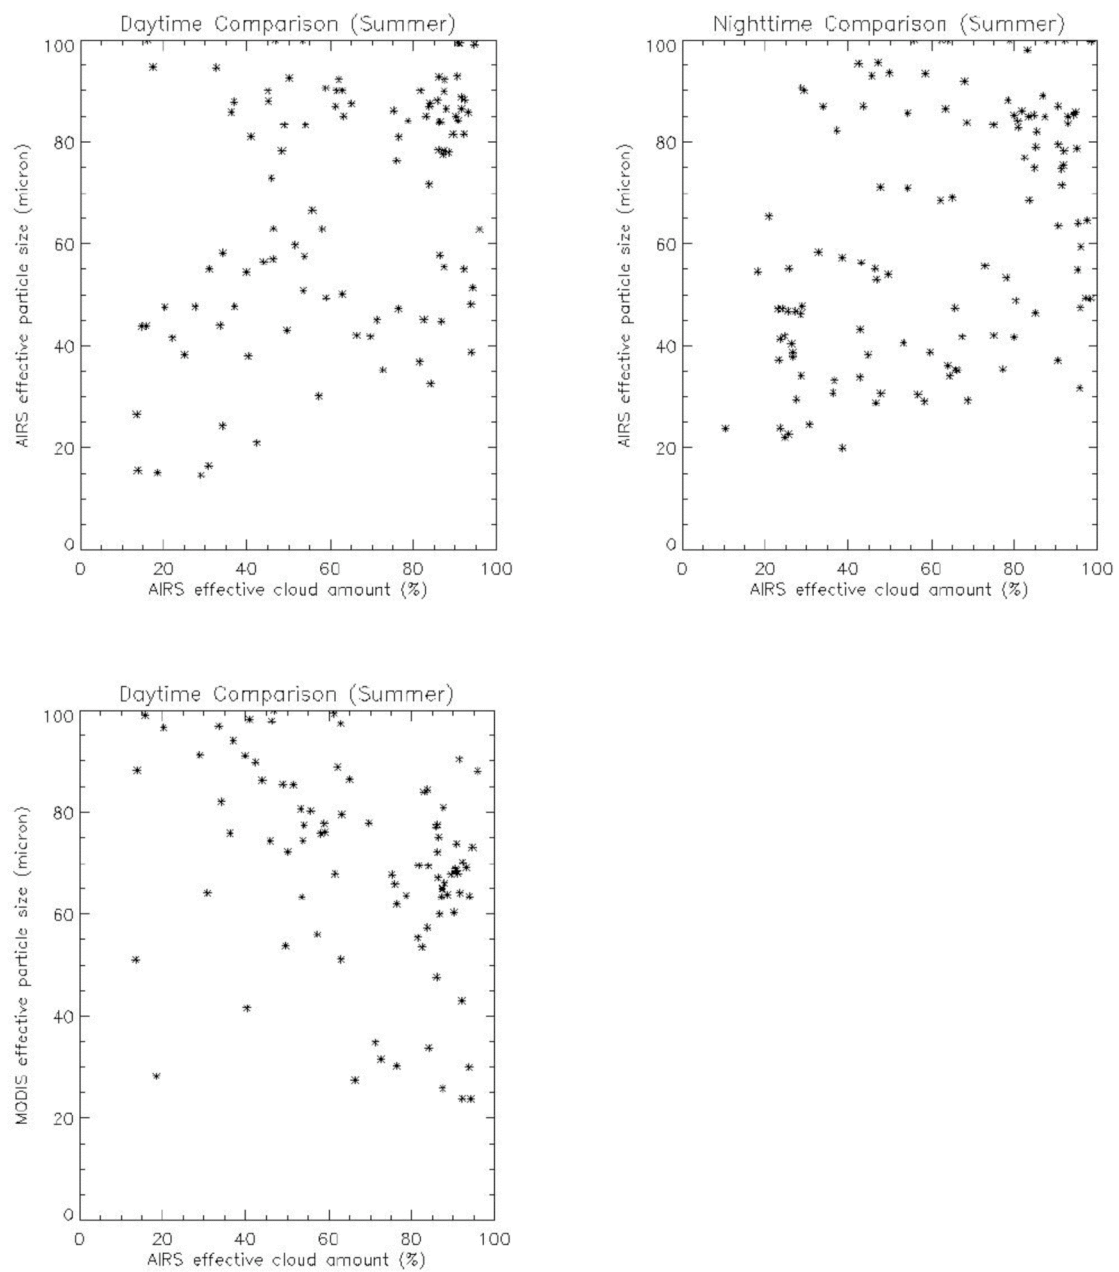 Daytime Comparison (Summer)
100
80
60
40
20
0
AIRS effective particle size (micron)
0 20 40 60 80 100
AIRS effective cloud amount (%)
Nighttime Comparison (Summer)
100
80
60
40
20
0
AIRS effective particle size (micron)
0 20 40 60 80 100
AIRS effective cloud amount (%)
Daytime Comparison (Summer)
100
80
60
40
20
0
MODIS effective particle size (micron)
0 20 40 60 80 100
AIRS effective cloud amount (%)